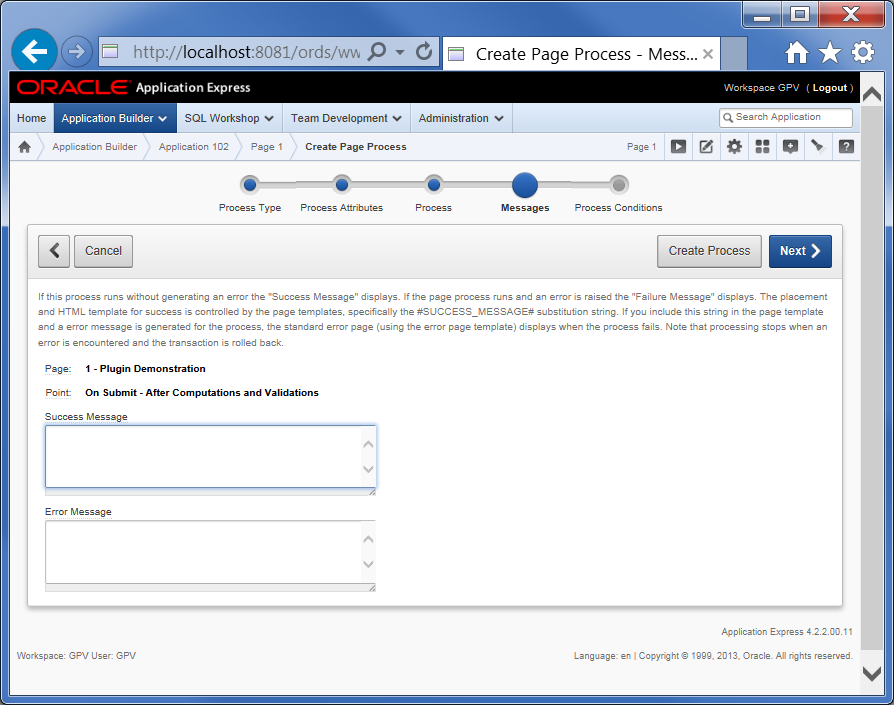 http://localhost:8081/ords/ww
Create Page Process - Mess...
ORACLE Application Express
Workspace GPV ( Logout )
Home
Application Builder
SQL Workshop
Team Development
Administration
Search Application
Application Builder
Application 102
Page 1
Create Page Process
Page 1
Process Type
Process Attributes
Process
Messages
Process Conditions
Cancel
Create Process
Next
If this process runs without generating an error the "Success Message" displays. If the page process runs and an error is raised the "Failure Message" displays. The placement
and HTML template for success is controlled by the page templates, specifically the #SUCCESS_MESSAGE# substitution string. If you include this string in the page template
and a error message is generated for the process, the standard error page (using the error page template) displays when the process fails. Note that processing stops when an
error is encountered and the transaction is rolled back.
Page: 1 - Plugin Demonstration
Point: On Submit - After Computations and Validations
Success Message
Error Message
Application Express 4.2.2.00.11
Workspace: GPV User: GPV
Language: en | Copyright © 1999, 2013, Oracle. All rights reserved.